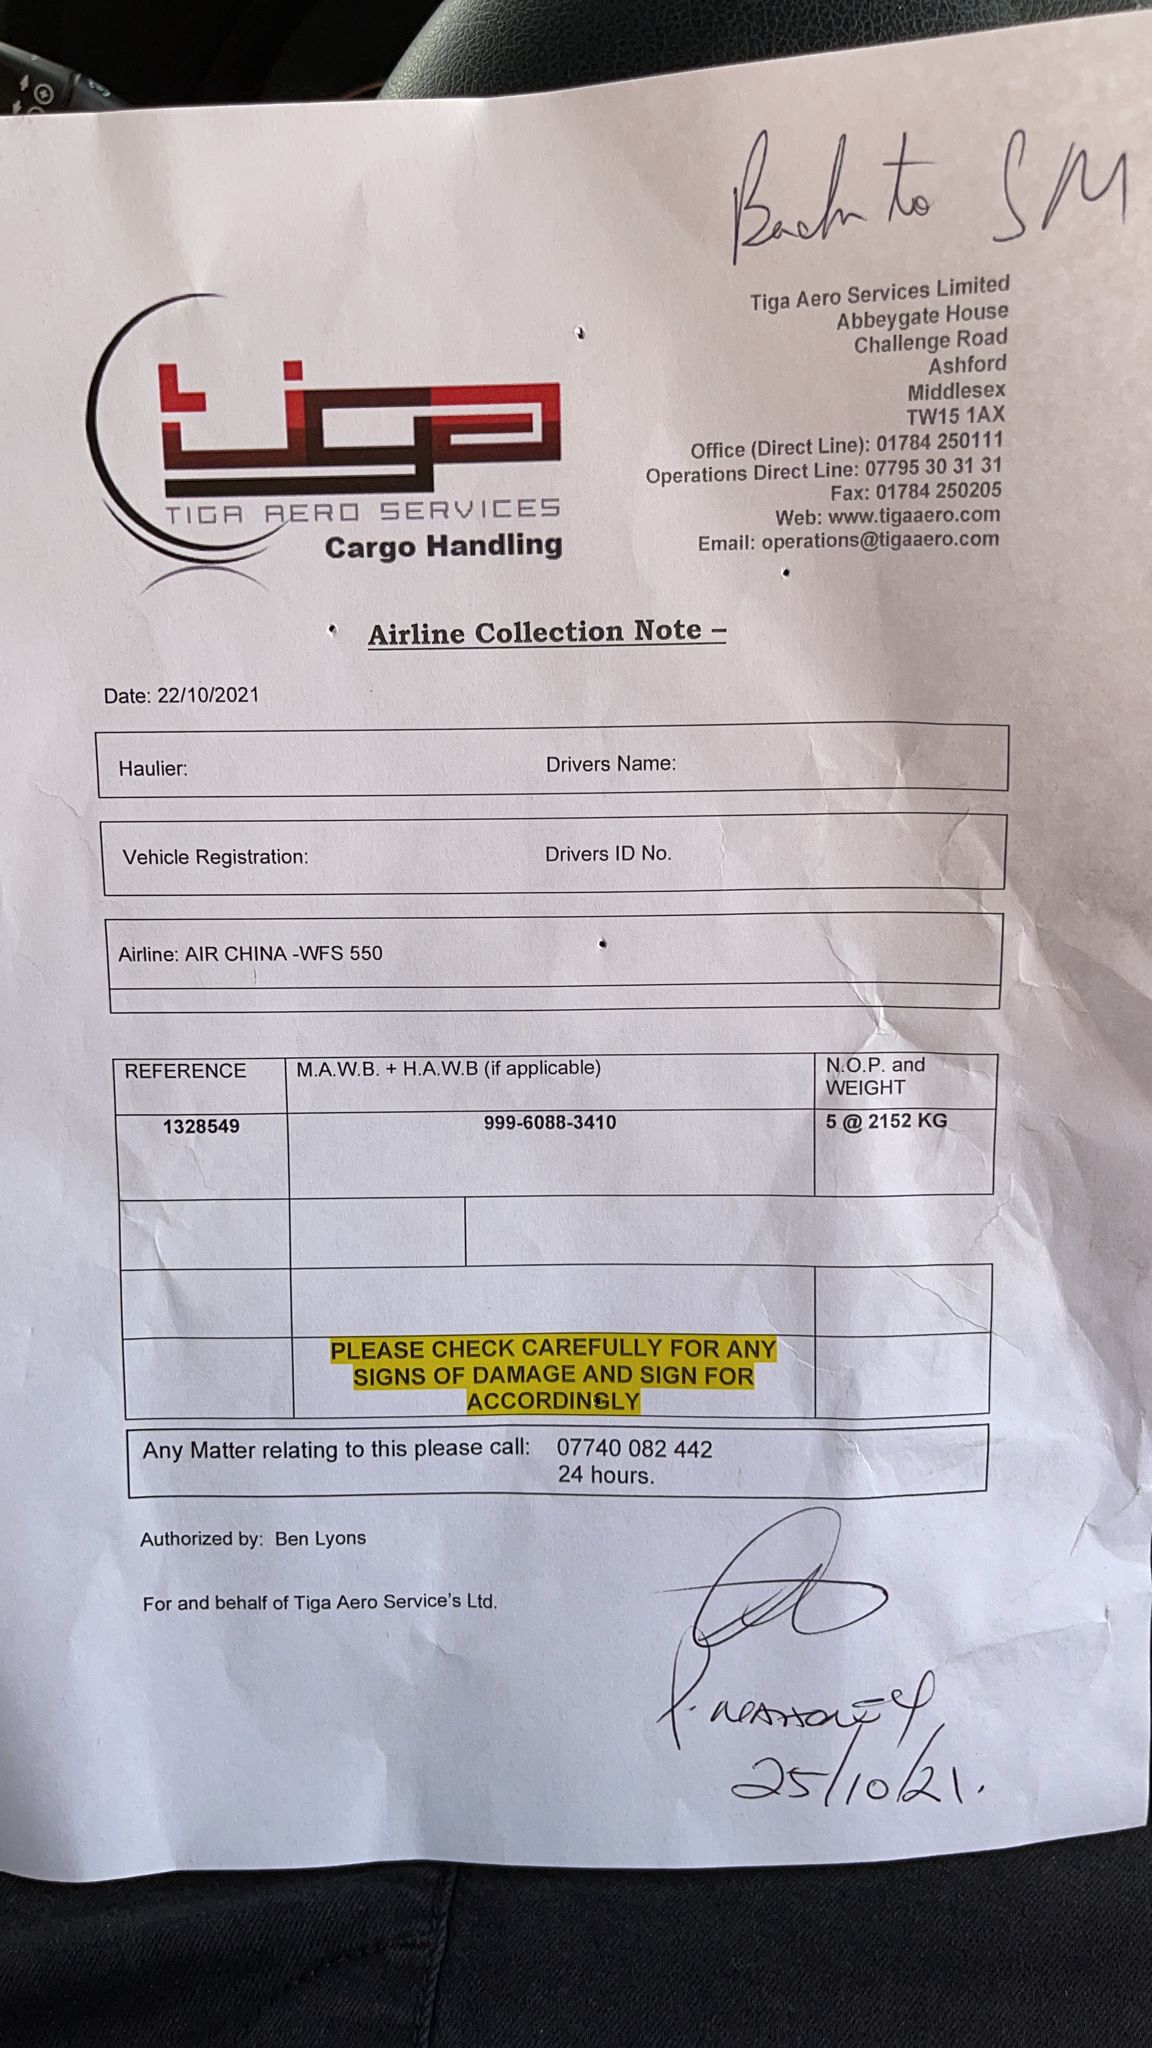 Back to SM
Tiga Aero Services Limited
Abbeygate House
Challenge Road
Ashford
Middlesex
TW15 1AX
Office (Direct Line): 01784 250111
Operations Direct Line: 07795 30 31 31
Fax: 01784 250205
Web: www.tigaaero.com
Email: operations@tigaaero.com
tiga
TIGA AERO SERVICES
Cargo Handling
Airline Collection Note –
Date: 22/10/2021
Haulier: Drivers Name:
Vehicle Registration: Drivers ID No.
Airline: AIR CHINA -WFS 550
REFERENCE M.A.W.B. + H.A.W.B (if applicable) N.O.P. and
WEIGHT
1328549 999-6088-3410 5 @ 2152 KG
PLEASE CHECK CAREFULLY FOR ANY
SIGNS OF DAMAGE AND SIGN FOR
ACCORDINGLY
Any Matter relating to this please call: 07740 082 442
24 hours.
Authorized by: Ben Lyons
For and behalf of Tiga Aero Service's Ltd.
25/10/21.